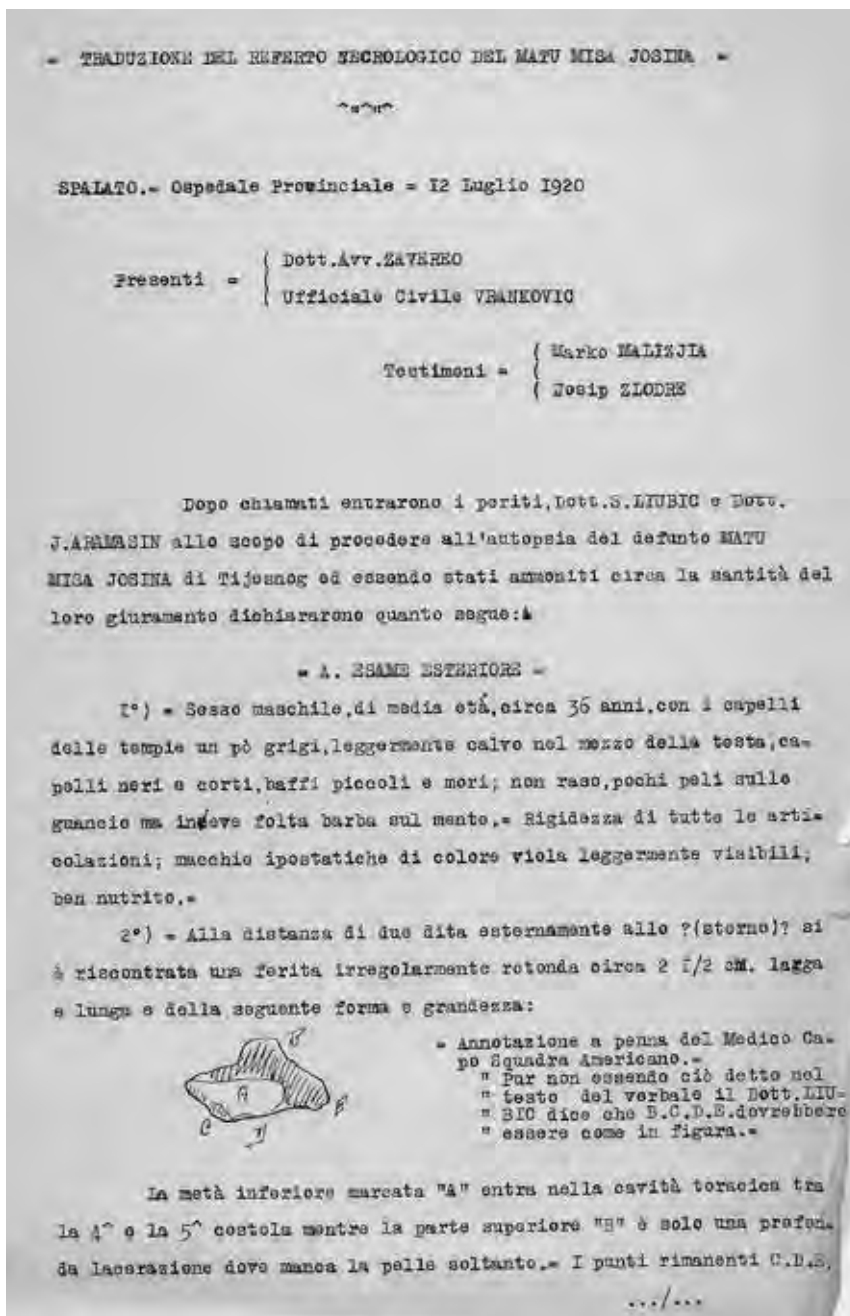 = TRADUZIONE DEL REFERTO NECROLOGICO DEL MATU MISA JOSINA =
^=^=^
SPALATO.= Ospedale Provinciale = I2 Luglio I920
( Dott.Avv.ZAVEREO
Presenti = (
( Ufficiale Civile VRANKOVIC
( Marko MALIZJIA
Testimoni = (
( Josip ZLODRE
Dopo chiamati entrarono i periti,Dott.S.LIUBIC e Dott.
J.ARAMASIN allo scopo di procedere all'autopsia del defunto MATU
MISA JOSINA di Tijesnog ed essendo stati ammoniti circa la santità del
loro giuramento dichiararono quanto segue:
= A. ESAME ESTERIORE =
I°) = Sesso maschile,di media etá,circa 36 anni,con i capelli
delle tempie un pò grigi,leggermente calvo nel mezzo della testa,ca=
pelli neri e corti,baffi piccoli e mori; non raso,pochi peli sulle
guancie ma indeve folta barba sul mento.= Rigidezza di tutte le arti=
colazioni; macchie ipostatiche di colore viola leggermente visibili;
ben nutrito.=
2°) = Alla distanza di due dita esternamente allo ?(sterno)? si
è riscontrata una ferita irregolarmente rotonda circa 2 I/2 cM. larga
e lunga e della seguente forma e grandezza:
= Annotazione a penna del Medico Ca=
po Squadra Americano.=
" Pur non essendo ciò detto nel
" testo del verbale il Dott.LIU=
" BIC dice che B.C.D.E.dovrebbero
" essere come in figura.=
B
A
E
C
D
La metà inferiore marcata "A" entra nella cavità toracica tra
la 4^ e la 5^ costola mentre la parte superiore "B" è solo una profon=
da lacerazione dove manca la pelle soltanto.= I punti rimanenti C.D.E,
.../...